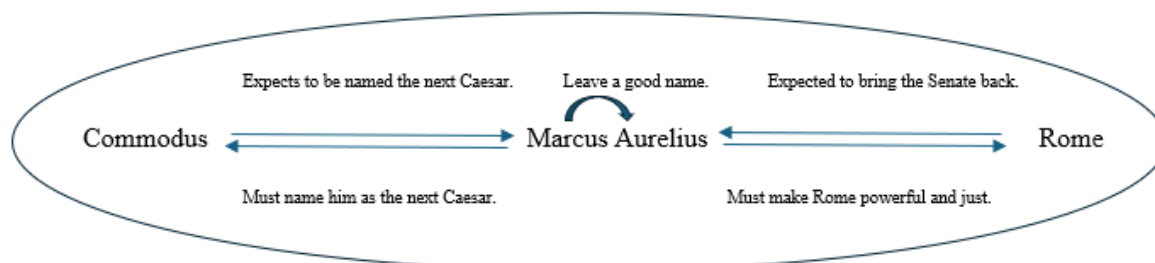 Expects to be named the next Caesar. Leave a good name. Expected to bring the Senate back.
Commodus Marcus Aurelius Rome
Must name him as the next Caesar. Must make Rome powerful and just.